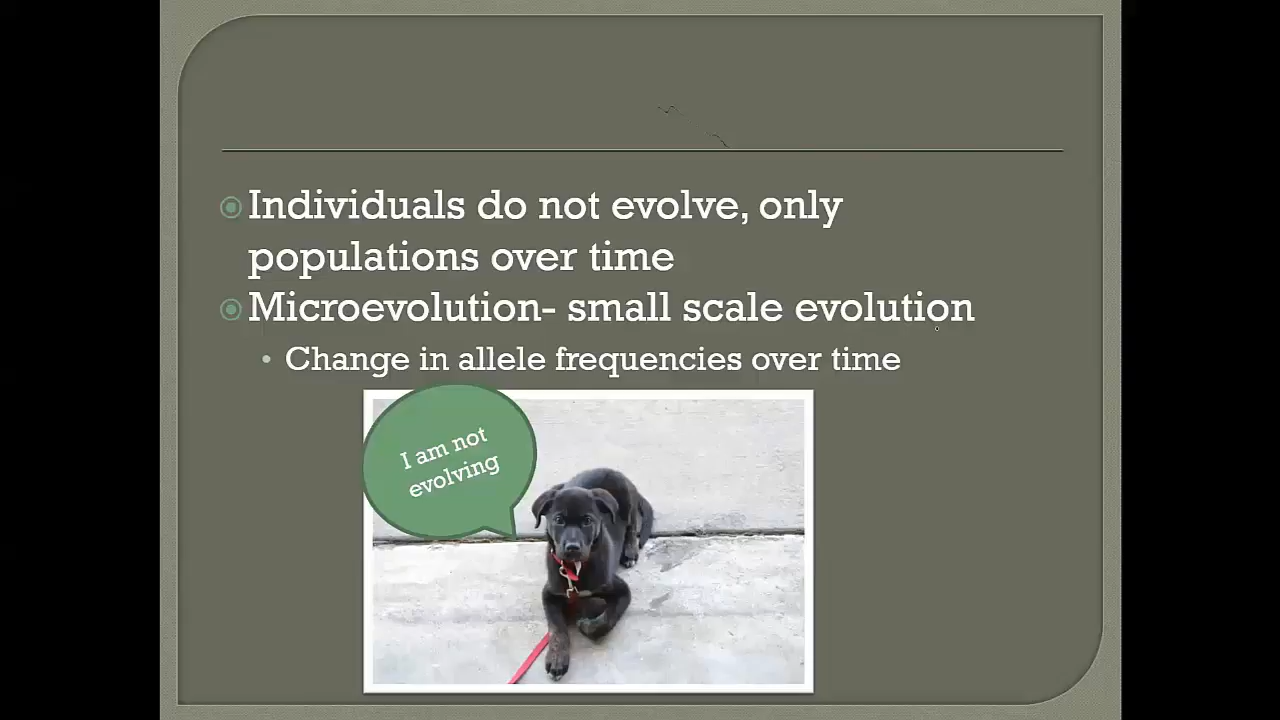 Individuals do not evolve, only
populations over time
Microevolution- small scale evolution
Change in allele frequencies over time
I am not
evolving